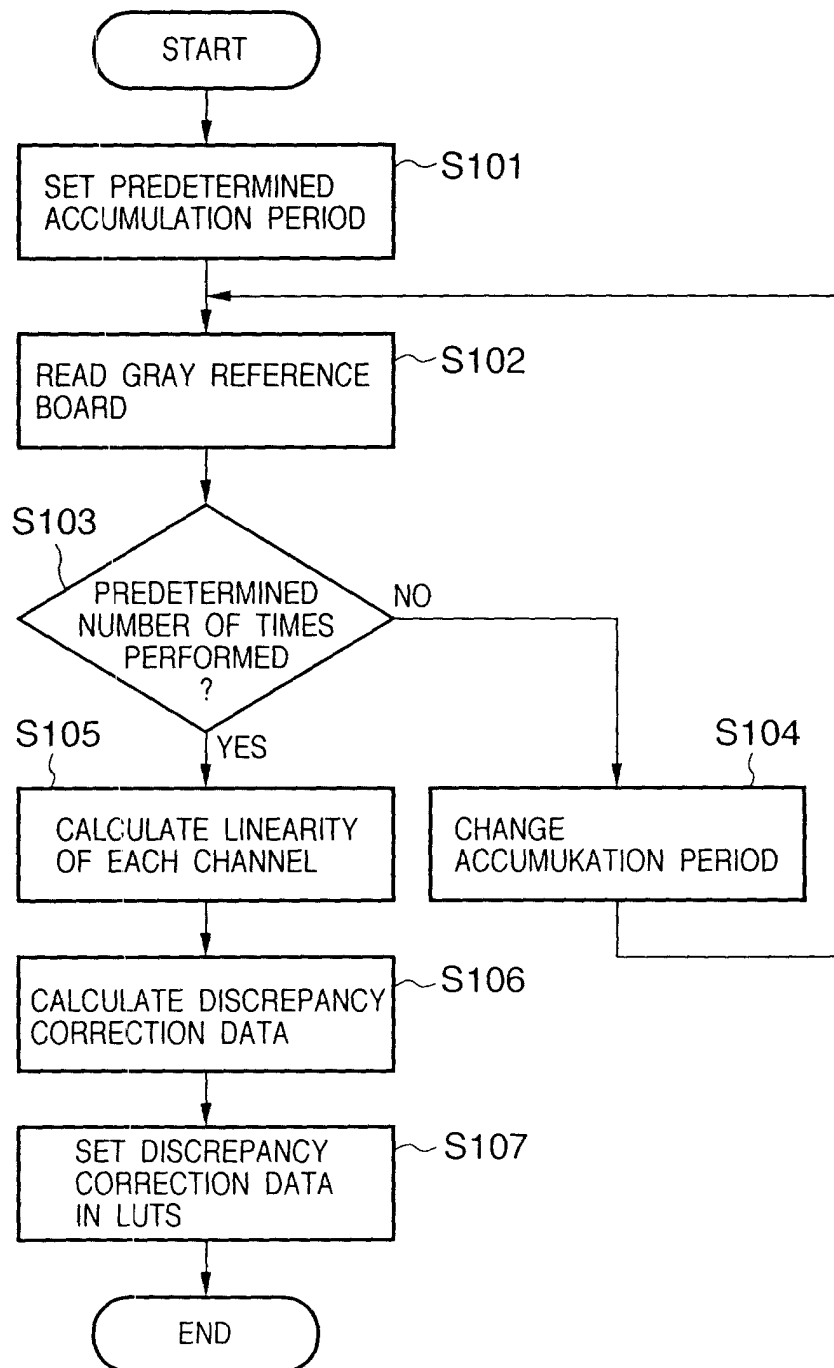 START
S101
SET PREDETERMINED
ACCUMULATION PERIOD
S102
READ GRAY REFERENCE
BOARD
S103
PREDETERMINED
NUMBER OF TIMES
PERFORMED
?
NO
YES
S104
CHANGE
ACCUMUKATION PERIOD
S105
CALCULATE LINEARITY
OF EACH CHANNEL
S106
CALCULATE DISCREPANCY
CORRECTION DATA
S107
SET DISCREPANCY
CORRECTION DATA
IN LUTS
END